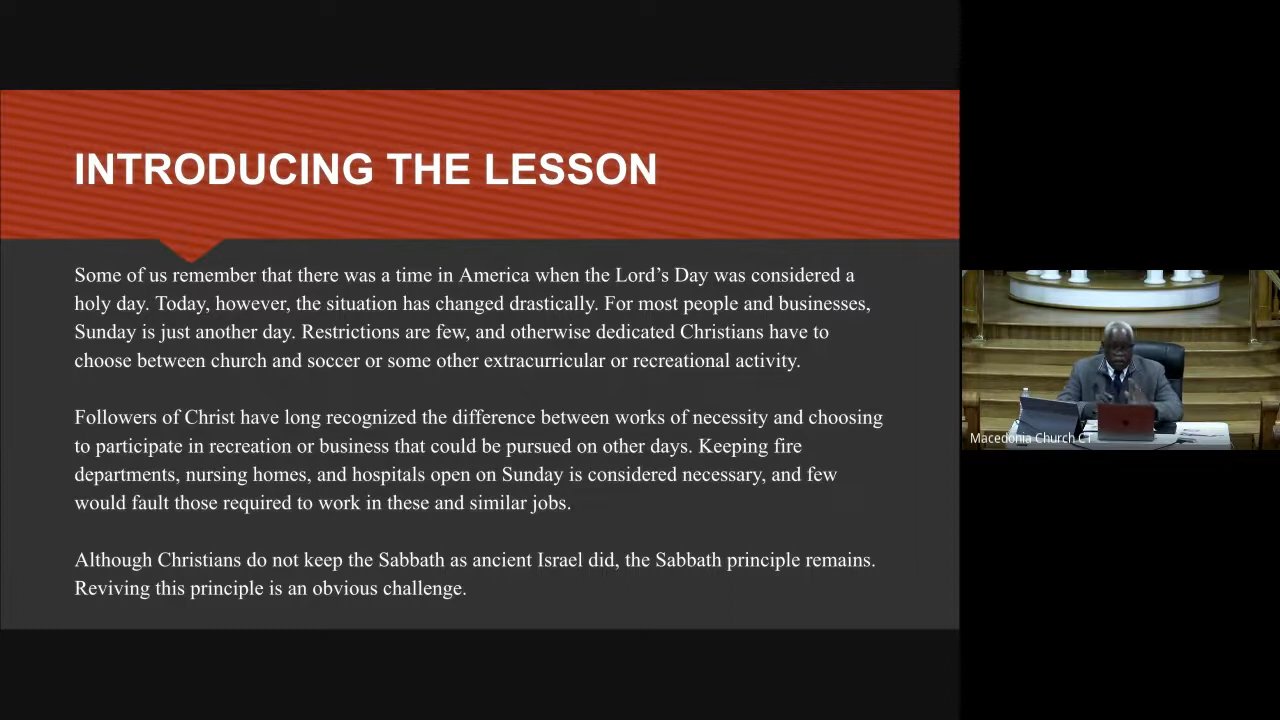 INTRODUCING THE LESSON
Some of us remember that there was a time in America when the Lord’s Day was considered a
holy day. Today, however, the situation has changed drastically. For most people and businesses,
Sunday is just another day. Restrictions are few, and otherwise dedicated Christians have to
choose between church and soccer or some other extracurricular or recreational activity.
Followers of Christ have long recognized the difference between works of necessity and choosing
to participate in recreation or business that could be pursued on other days. Keeping fire
departments, nursing homes, and hospitals open on Sunday is considered necessary, and few
would fault those required to work in these and similar jobs.
Although Christians do not keep the Sabbath as ancient Israel did, the Sabbath principle remains.
Reviving this principle is an obvious challenge.
Macedonia Church CT